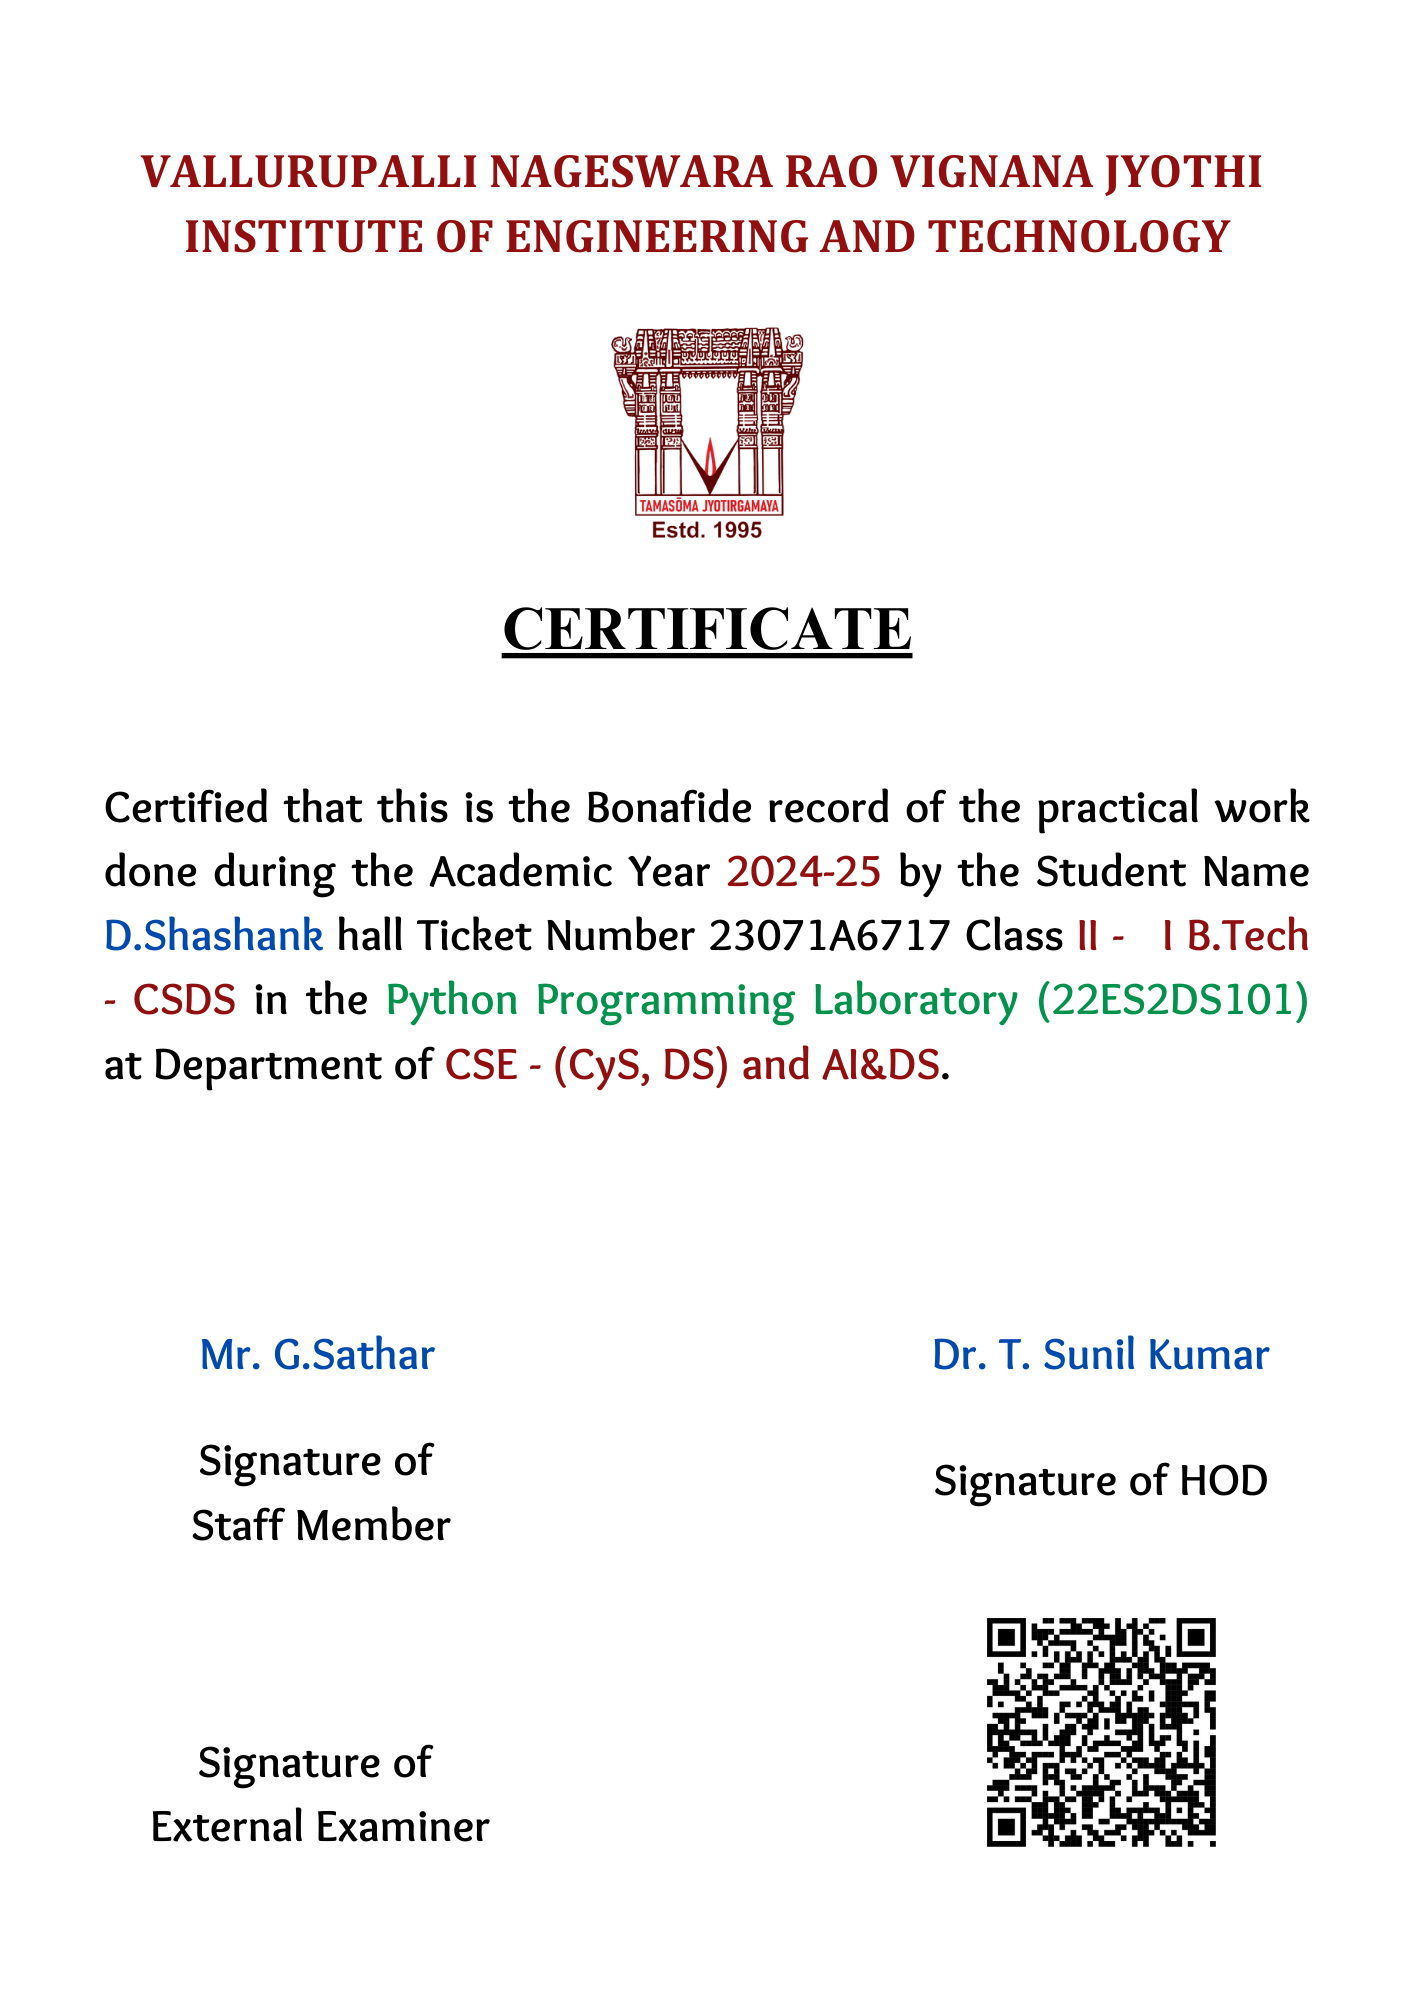 VALLURUPALLI NAGESWARA RAO VIGNANA JYOTHI
INSTITUTE OF ENGINEERING AND TECHNOLOGY
TAMASŌMA JYOTIRGAMAYA
Estd. 1995
CERTIFICATE
Certified that this is the Bonafide record of the practical work
done during the Academic Year 2024-25 by the Student Name
D.Shashank hall Ticket Number 23071A6717 Class II - I B.Tech
- CSDS in the Python Programming Laboratory (22ES2DS101)
at Department of CSE - (CyS, DS) and AI&DS.
Mr. G.Sathar
Signature of
Staff Member
Dr. T. Sunil Kumar
Signature of HOD
Signature of
External Examiner